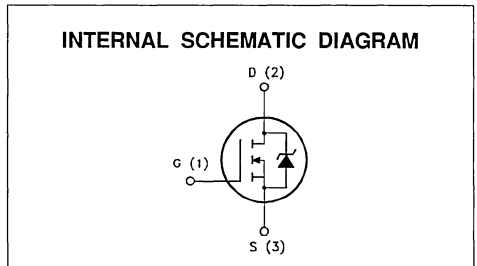 INTERNAL SCHEMATIC DIAGRAM
D (2)
G (1)
S (3)